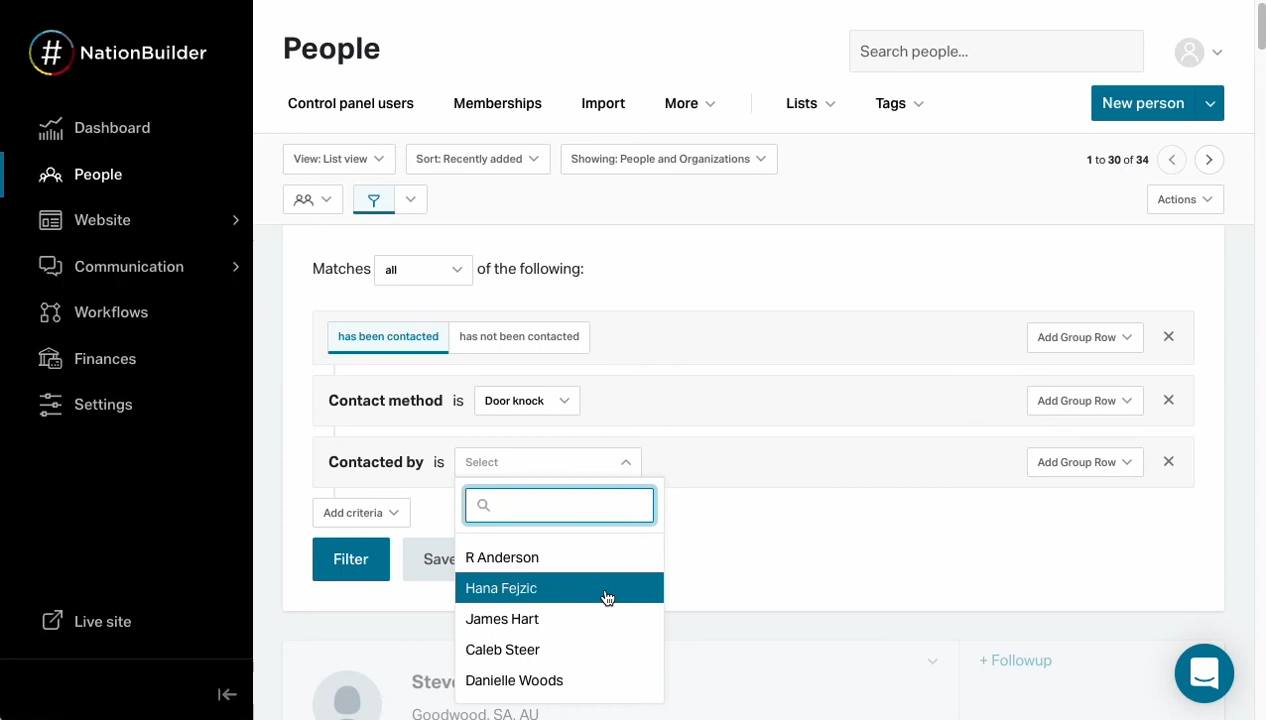 NationBuilder
Dashboard
People
Website
Communication
Workflows
Finances
Settings
Live site
People
Search people...
Control panel users
Memberships
Import
More
Lists
Tags
New person
View: List view
Sort: Recently added
Showing: People and Organizations
1 to 30 of 34
Actions
Matches all of the following:
has been contacted
has not been contacted
Add Group Row
Contact method is Door knock
Add Group Row
Contacted by is Select
Add Group Row
Add criteria
Filter
Save
R Anderson
Hana Fejzic
James Hart
Caleb Steer
Danielle Woods
+ Followup
Goodwood, SA, AU